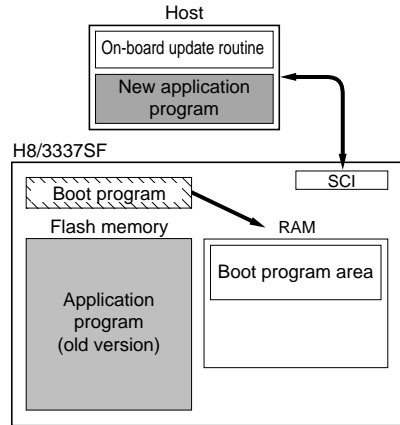 Host
On-board update routine
New application
program
H8/3337SF
SCI
Boot program
Flash memory
RAM
Boot program area
Application
program
(old version)